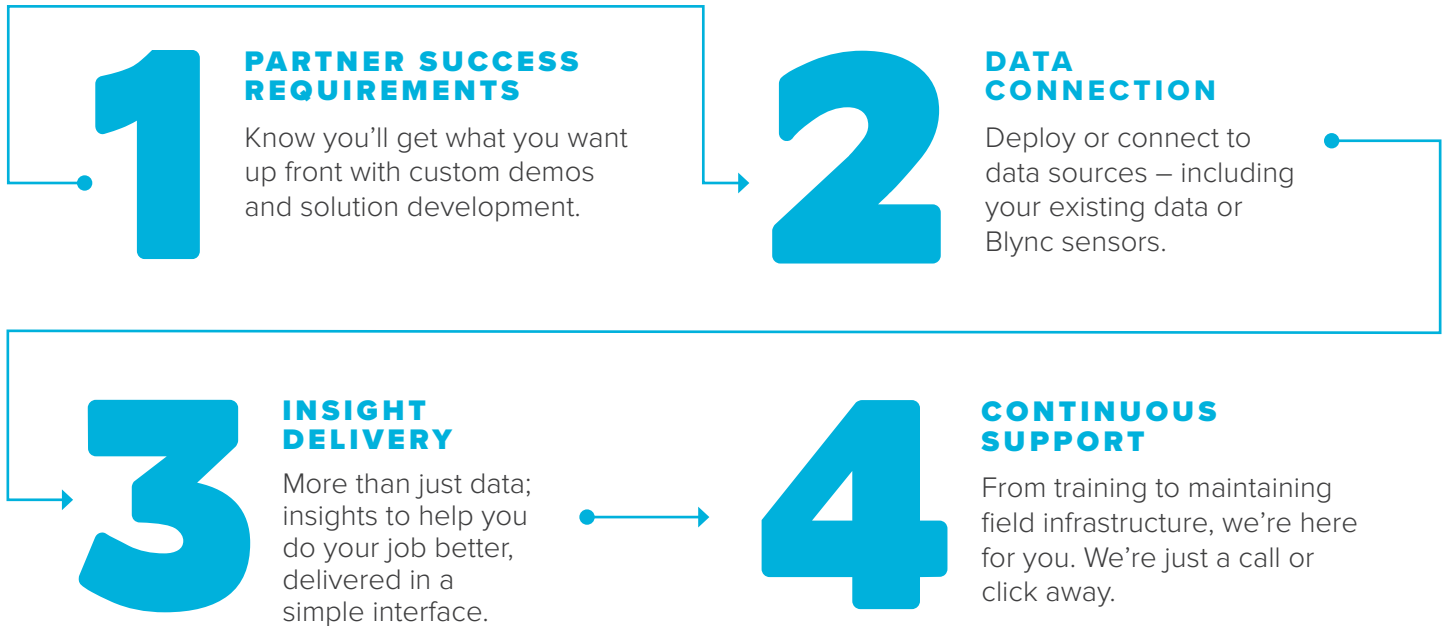 1
PARTNER SUCCESS
REQUIREMENTS
Know you’ll get what you want
up front with custom demos
and solution development.
2
DATA
CONNECTION
Deploy or connect to
data sources – including
your existing data or
Blync sensors.
3
INSIGHT
DELIVERY
More than just data;
insights to help you
do your job better,
delivered in a
simple interface.
4
CONTINUOUS
SUPPORT
From training to maintaining
field infrastructure, we’re here
for you. We’re just a call or
click away.